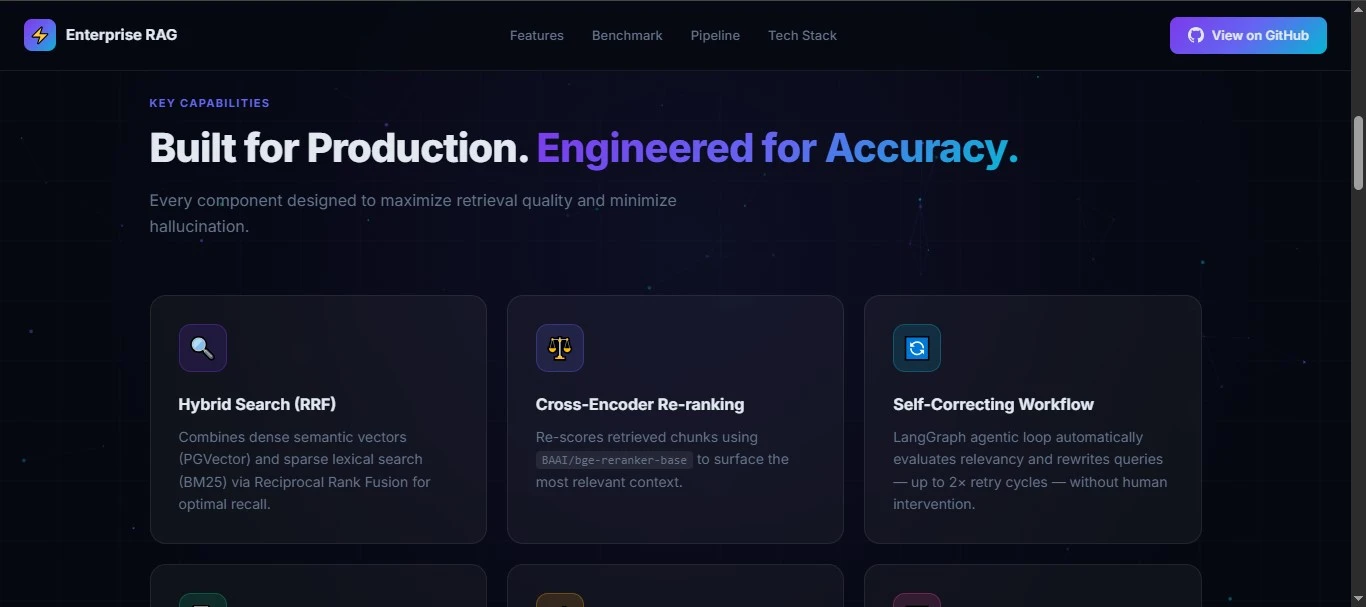 Enterprise RAG
Features
Benchmark
Pipeline
Tech Stack
View on GitHub
KEY CAPABILITIES
Built for Production. Engineered for Accuracy.
Every component designed to maximize retrieval quality and minimize
hallucination.
Hybrid Search (RRF)
Combines dense semantic vectors
(PGVector) and sparse lexical search
(BM25) via Reciprocal Rank Fusion for
optimal recall.
Cross-Encoder Re-ranking
Re-scores retrieved chunks using
BAAI/bge-reranker-base to surface the
most relevant context.
Self-Correcting Workflow
LangGraph agentic loop automatically
evaluates relevancy and rewrites queries
— up to 2× retry cycles — without human
intervention.